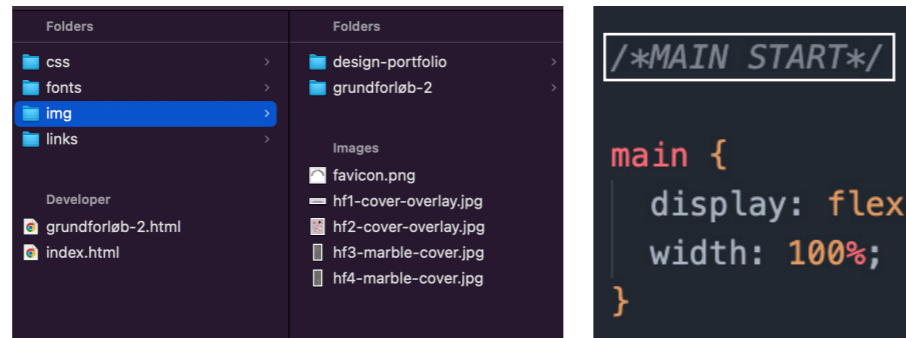 Folders
css
fonts
img
links
Developer
grundforløb-2.html
index.html
Folders
design-portfolio
grundforløb-2
Images
favicon.png
hf1-cover-overlay.jpg
hf2-cover-overlay.jpg
hf3-marble-cover.jpg
hf4-marble-cover.jpg
/*MAIN START*/
main {
display: flex
width: 100%;
}